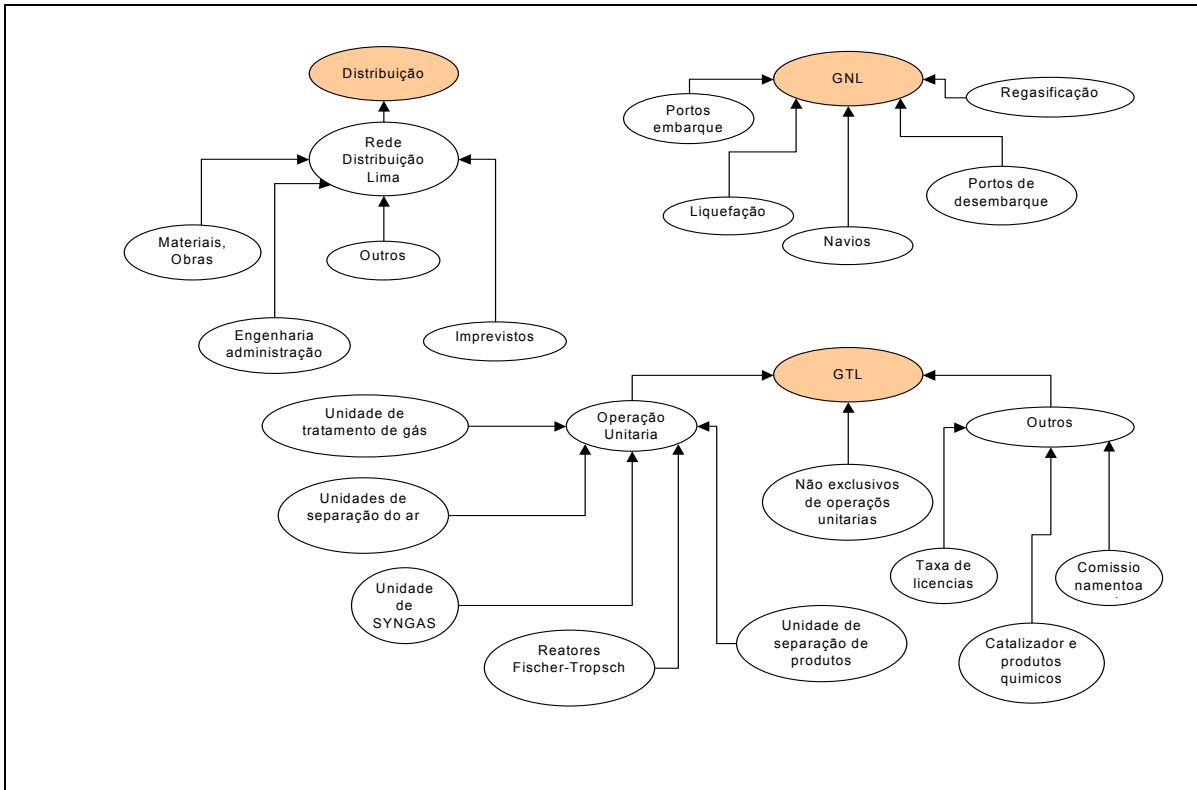 Distribuição
Rede
Distribuição
Lima
Materiais,
Obras
Outros
Engenharia
administração
Imprevistos
GNL
Portos
embarque
Regasificação
Liquefação
Navios
Portos de
desembarque
GTL
Operação
Unitaria
Outros
Unidade de
tratamento de gás
Unidades de
separação do ar
Unidade
de
SYNGAS
Reatores
Fischer-Tropsch
Unidade de
separação de
produtos
Não exclusivos
de operaçõs
unitarias
Taxa de
licencias
Catalizador e
produtos
quimicos
Comissio
namentoa